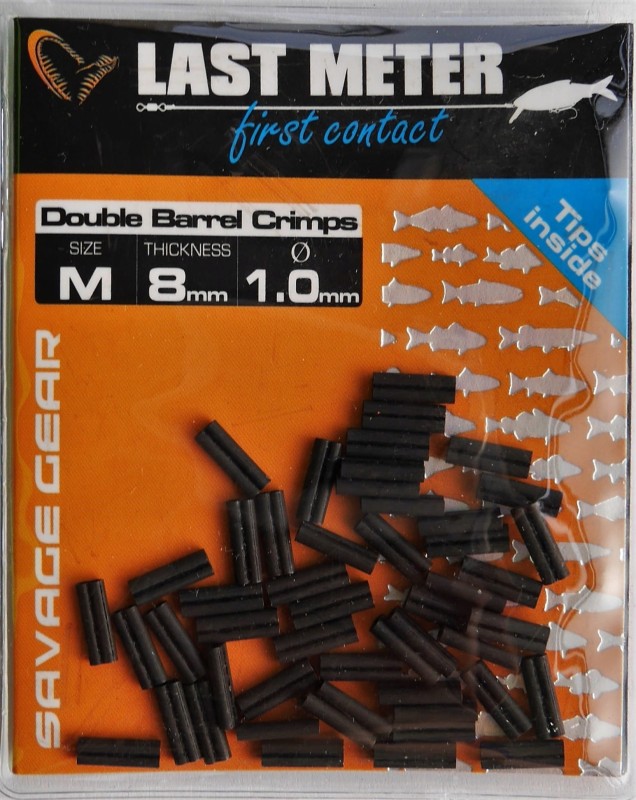 LAST METER
first contact
Double Barrel Crimps
SIZE THICKNESS Ø
M 8mm 1.0mm
Tips
inside
SAVAGE GEAR